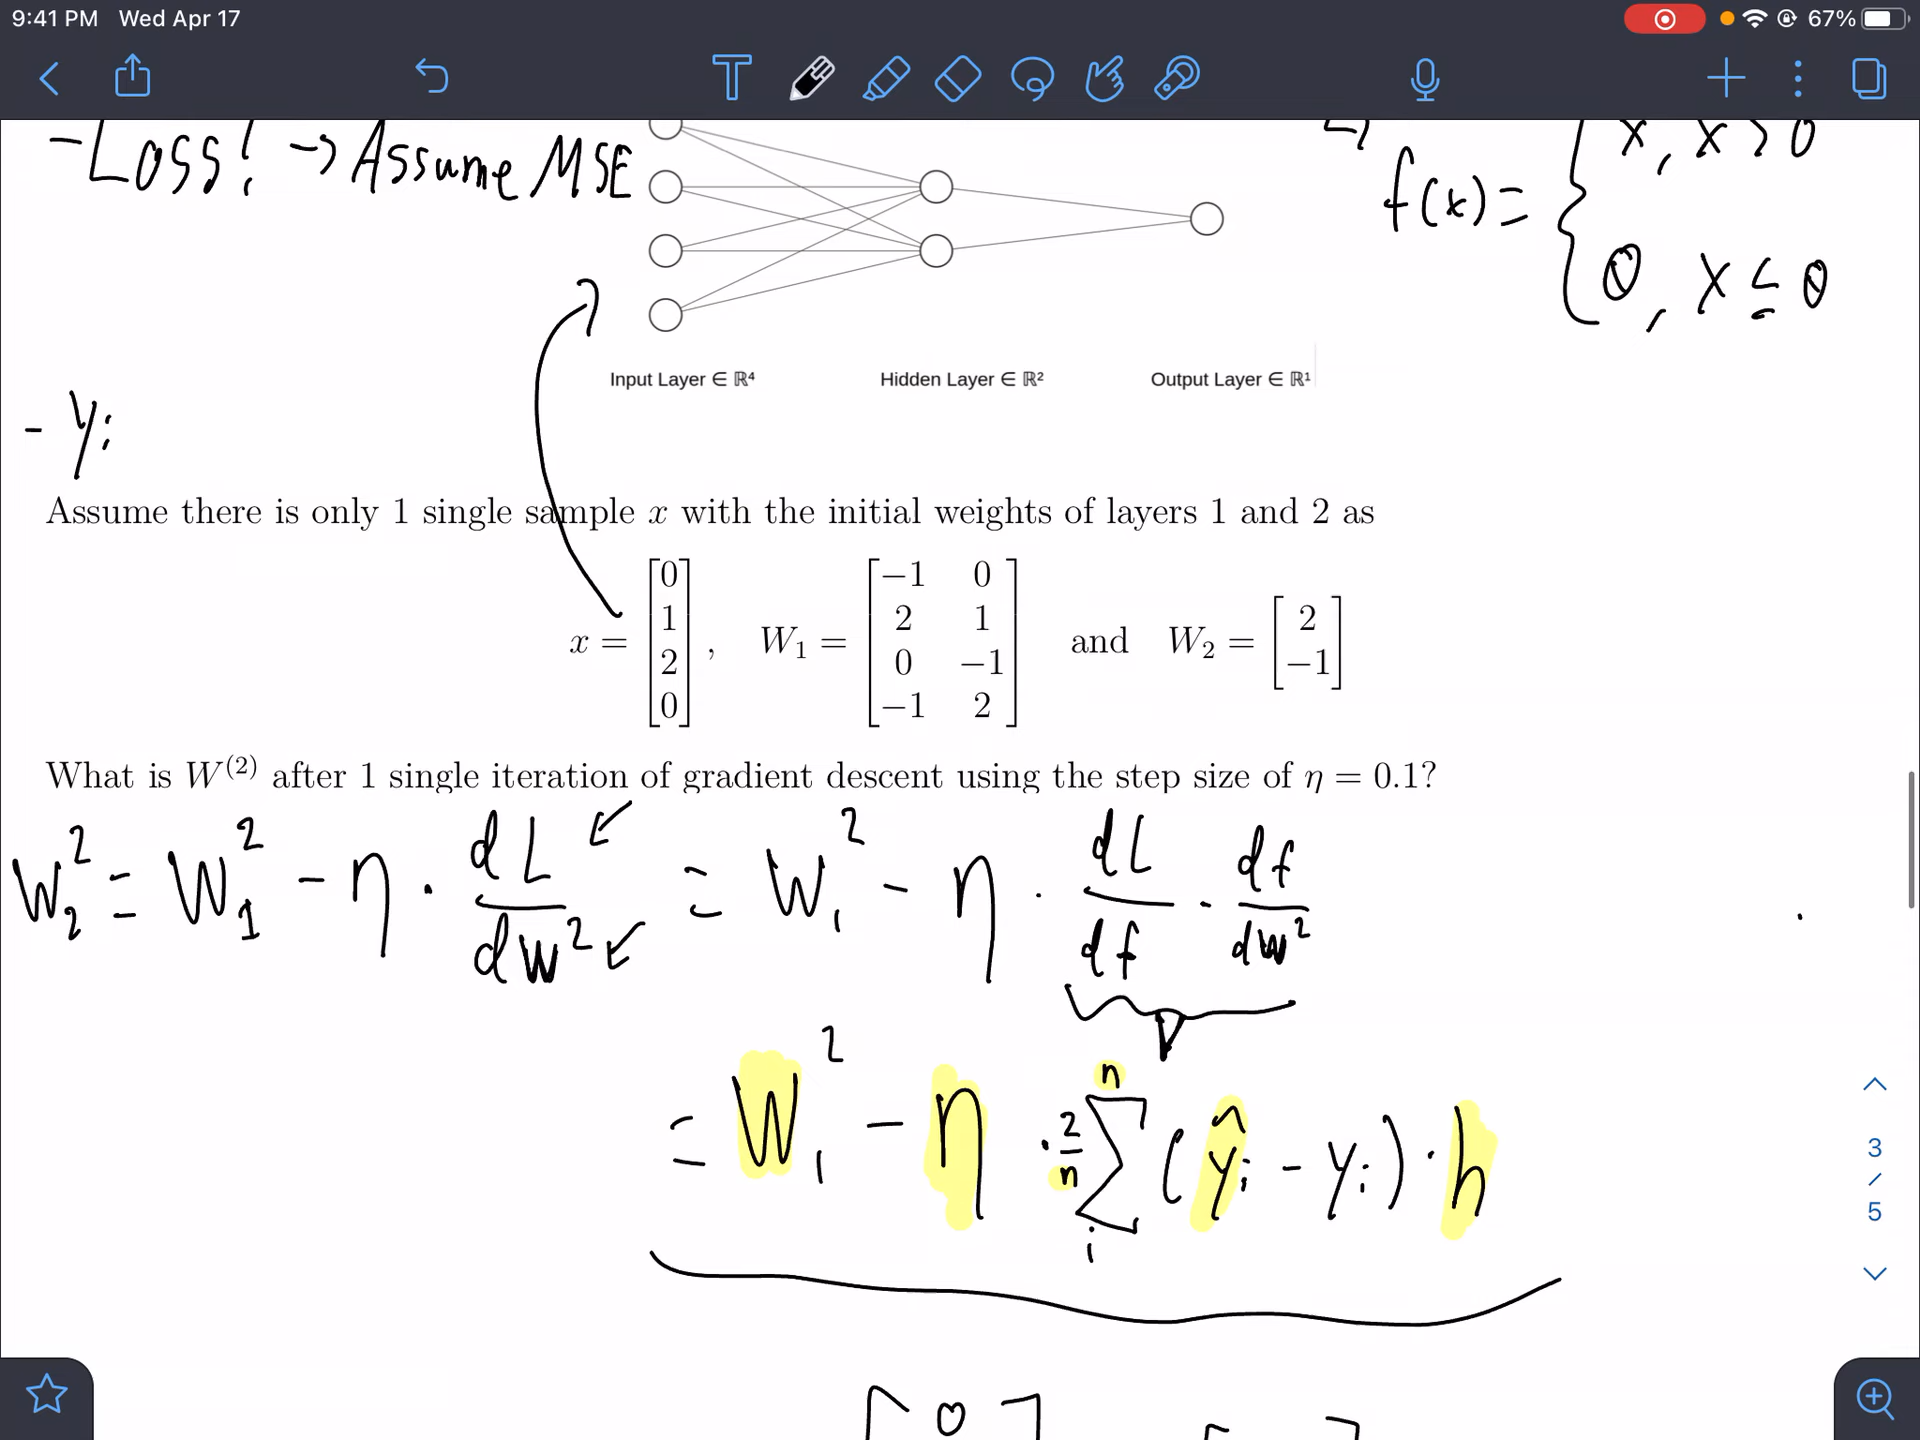 9:41 PM Wed Apr 17
67%
-Loss! → Assume MSE
f(x) = { x, x > 0
0, x ≤ 0
Input Layer ∈ ℝ⁴ Hidden Layer ∈ ℝ² Output Layer ∈ ℝ¹
- yᵢ
Assume there is only 1 single sample x with the initial weights of layers 1 and 2 as
x = [0 1 2 0], W₁ = [−1 0; 2 1; 0 −1; −1 2] and W₂ = [2 −1]
What is W⁽²⁾ after 1 single iteration of gradient descent using the step size of η = 0.1?
W₂² = W₁² - η · dL/dW² = W₁² - η · dL/df · df/dW²
= W₁² - η · 2/n Σᵢⁿ (ŷᵢ - yᵢ) · h
3
/
5
[0]